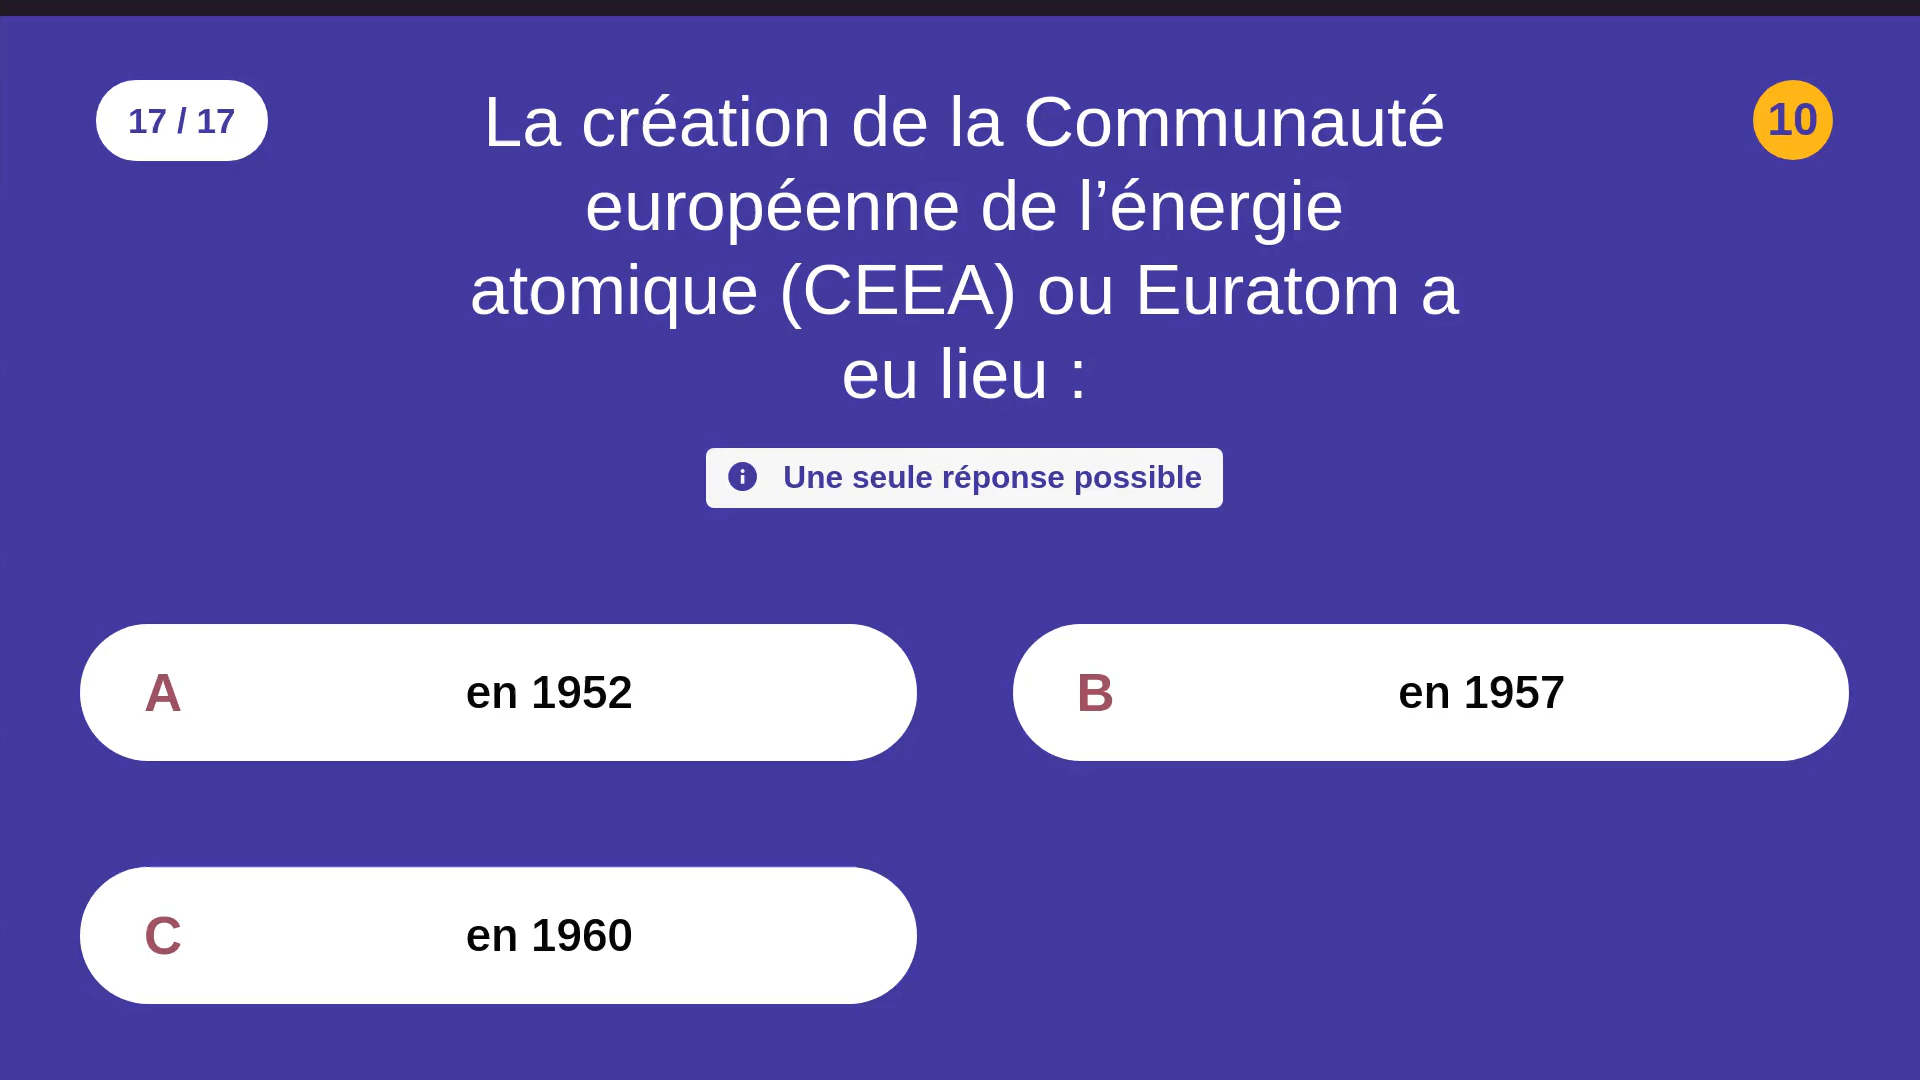 17 / 17
La création de la Communauté
européenne de l’énergie
atomique (CEEA) ou Euratom a
eu lieu :
10
Une seule réponse possible
A en 1952
B en 1957
C en 1960